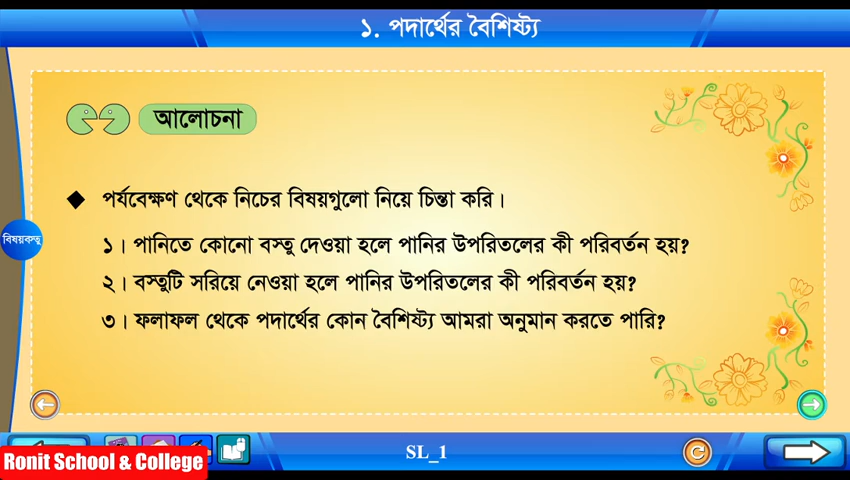 ১. পদার্থের বৈশিষ্ট্য
আলোচনা
পর্যবেক্ষণ থেকে নিচের বিষয়গুলো নিয়ে চিন্তা করি।
১। পানিতে কোনো বস্তু দেওয়া হলে পানির উপরিতলের কী পরিবর্তন হয়?
বিষয়বস্তু
২। বস্তুটি সরিয়ে নেওয়া হলে পানির উপরিতলের কী পরিবর্তন হয়?
৩। ফলাফল থেকে পদার্থের কোন বৈশিষ্ট্য আমরা অনুমান করতে পারি?
SL_1
Ronit School & College